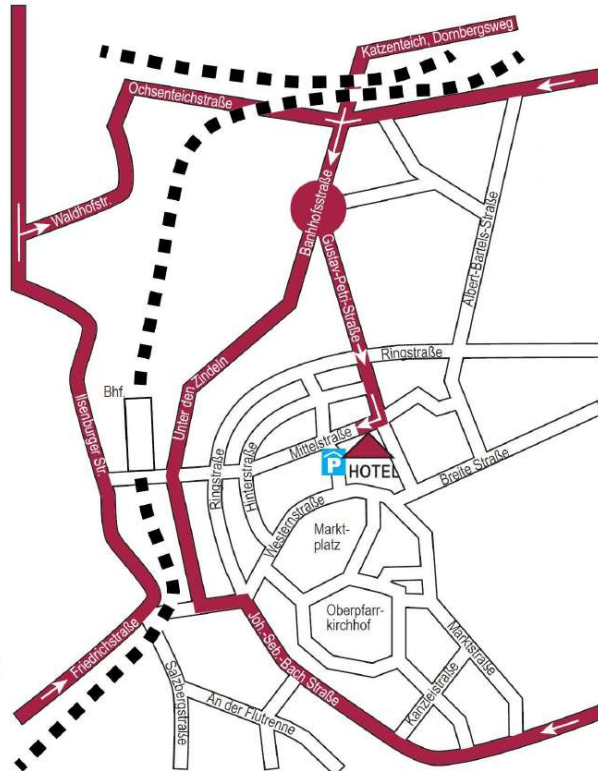 Katzenteich, Dornbergsweg
Ochsenteichstraße
Waldhofstr.
Banhhofsstraße
Gustav-Petri-Straße
Albert-Bartels-Straße
Ringstraße
Bhf.
Unter den Zindeln
Ilsenburger Str.
Mittelstraße
P
HOTEL
Breite Straße
Ringstraße
Hinterstraße
Westernstraße
Markt-
platz
Oberpfarr-
kirchhof
Friedrichstraße
Joh.-Seb.-Bach Straße
Marktstraße
Kanzleistraße
Salzbergstraße
An der Flutrenne